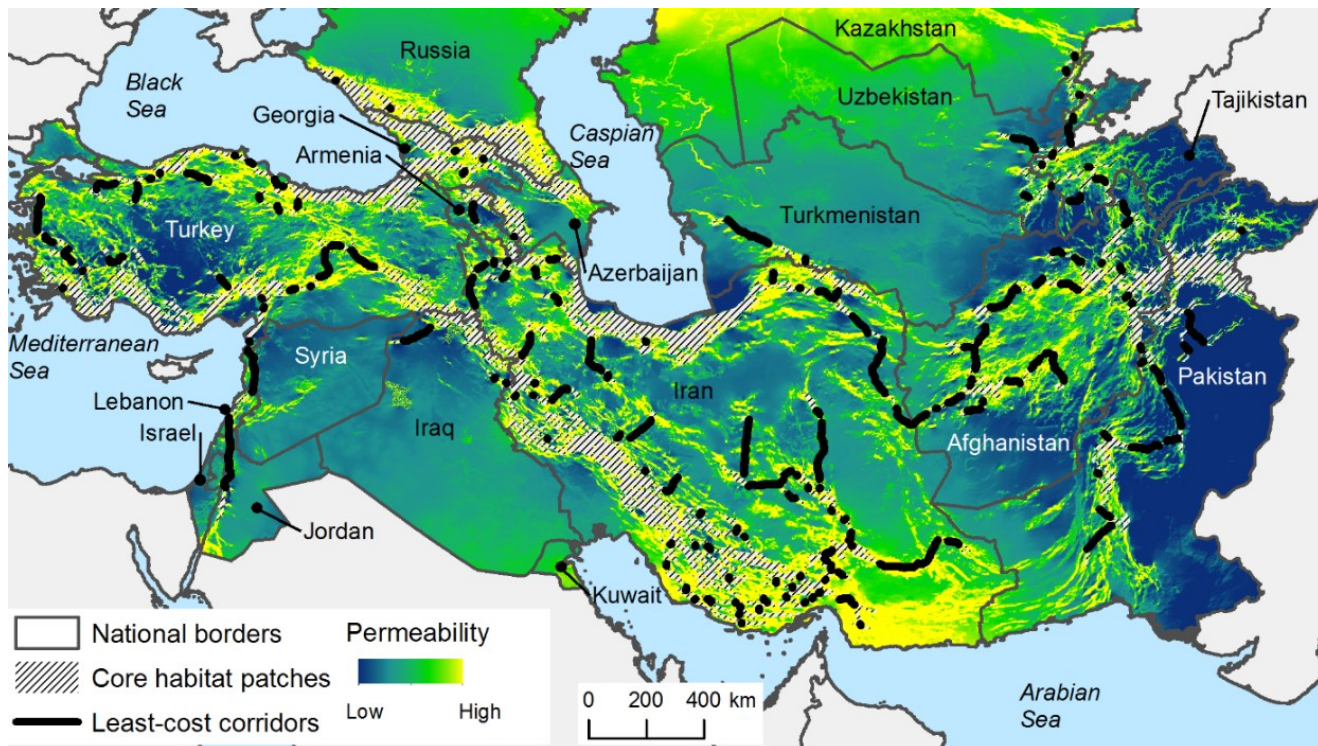 Kazakhstan
Russia
Black
Sea
Uzbekistan
Georgia
Tajikistan
Caspian
Sea
Armenia
Turkmenistan
Turkey
Azerbaijan
Mediterranean
Sea
Syria
Iran
Pakistan
Lebanon
Israel
Iraq
Afghanistan
Jordan
Kuwait
National borders
Permeability
Core habitat patches
Low
High
Least-cost corridors
0 200 400 km
Arabian
Sea